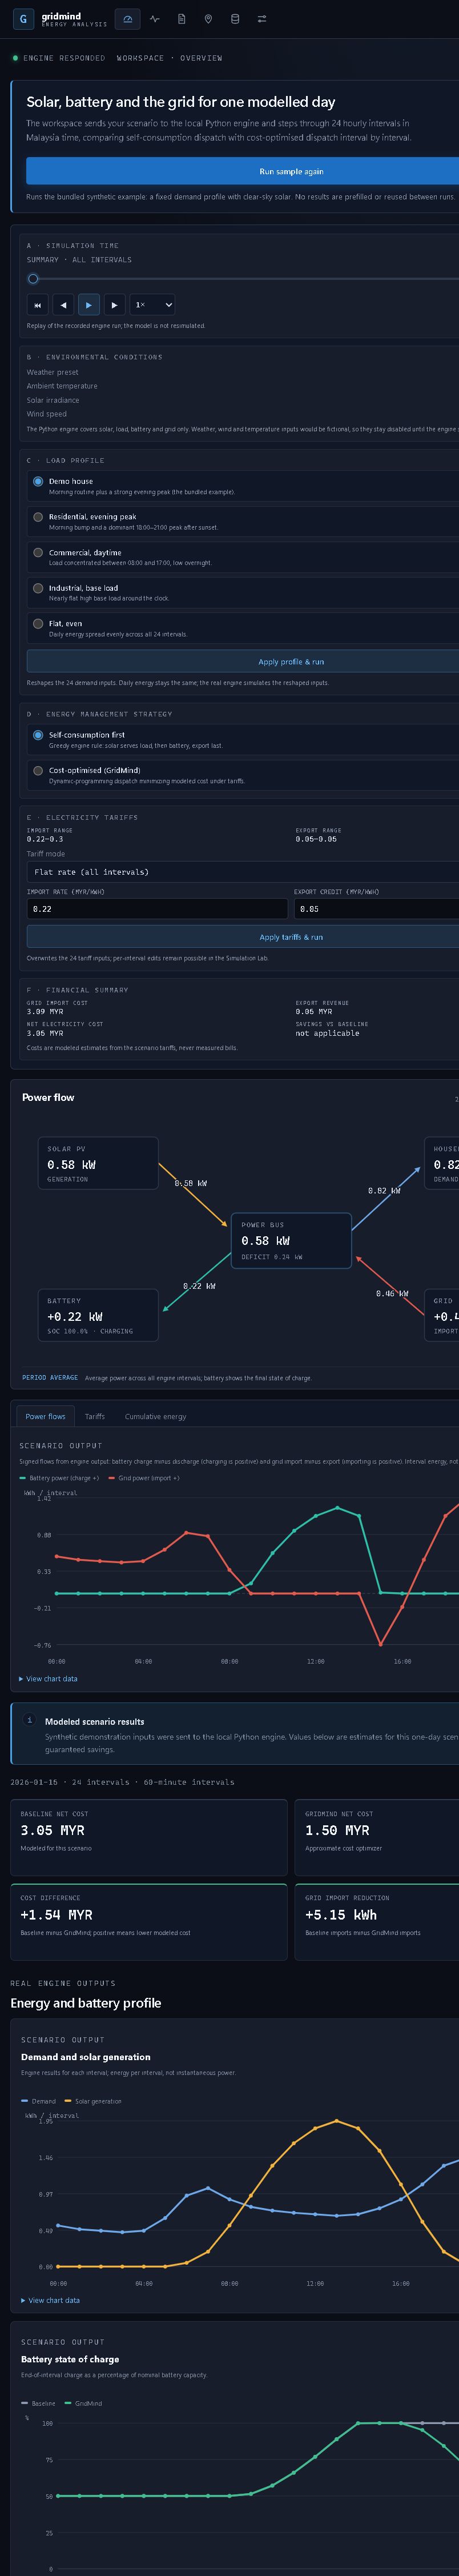 G gridmind
ENERGY ANALYSIS
ENGINE RESPONDED WORKSPACE · OVERVIEW
Solar, battery and the grid for one modelled day
The workspace sends your scenario to the local Python engine and steps through 24 hourly intervals in
Malaysia time, comparing self-consumption dispatch with cost-optimised dispatch interval by interval.
Run sample again
Runs the bundled synthetic example: a fixed demand profile with clear-sky solar. No results are prefilled or reused between runs.
A · SIMULATION TIME
SUMMARY · ALL INTERVALS
1×
Replay of the recorded engine run; the model is not resimulated.
B · ENVIRONMENTAL CONDITIONS
Weather preset
Ambient temperature
Solar irradiance
Wind speed
The Python engine covers solar, load, battery and grid only. Weather, wind and temperature inputs would be fictional, so they stay disabled until the engine
C · LOAD PROFILE
Demo house
Morning routine plus a strong evening peak (the bundled example).
Residential, evening peak
Morning bump and a dominant 18:00–21:00 peak after sunset.
Commercial, daytime
Load concentrated between 08:00 and 17:00, low overnight.
Industrial, base load
Nearly flat high base load around the clock.
Flat, even
Daily energy spread evenly across all 24 intervals.
Apply profile & run
Reshapes the 24 demand inputs. Daily energy stays the same; the real engine simulates the reshaped inputs.
D · ENERGY MANAGEMENT STRATEGY
Self-consumption first
Greedy engine rule: solar serves load, then battery, export last.
Cost-optimised (GridMind)
Dynamic-programming dispatch minimizing modeled cost under tariffs.
E · ELECTRICITY TARIFFS
IMPORT RANGE EXPORT RANGE
0.22–0.3 0.05–0.05
Tariff mode
Flat rate (all intervals)
IMPORT RATE (MYR/KWH) EXPORT CREDIT (MYR/KWH)
0.22 0.05
Apply tariffs & run
Overwrites the 24 tariff inputs; per-interval edits remain possible in the Simulation Lab.
F · FINANCIAL SUMMARY
GRID IMPORT COST EXPORT REVENUE
3.09 MYR 0.05 MYR
NET ELECTRICITY COST SAVINGS VS BASELINE
3.05 MYR not applicable
Costs are modeled estimates from the scenario tariffs, never measured bills.
Power flow
SOLAR PV
0.58 kW
GENERATION
0.58 kW
0.82 kW
HOUSE
0.82
DEMAND
POWER BUS
0.58 kW
DEFICIT 0.24 kW
BATTERY
+0.22 kW
SOC 100.0% · CHARGING
0.22 kW
0.46 kW
GRID
+0.4
IMPORT
PERIOD AVERAGE Average power across all engine intervals; battery shows the final state of charge.
Power flows Tariffs Cumulative energy
SCENARIO OUTPUT
Signed flows from engine output: battery charge minus discharge (charging is positive) and grid import minus export (importing is positive). Interval energy, not
Battery power (charge +) Grid power (import +)
kWh / interval
1.42
0.88
0.33
−0.21
−0.76
00:00 04:00 08:00 12:00 16:00
View chart data
i Modeled scenario results
Synthetic demonstration inputs were sent to the local Python engine. Values below are estimates for this one-day
guaranteed savings.
2026-01-15 · 24 intervals · 60-minute intervals
BASELINE NET COST GRIDMIND NET COST
3.05 MYR 1.50 MYR
Modeled for this scenario Approximate cost optimizer
COST DIFFERENCE GRID IMPORT REDUCTION
+1.54 MYR +5.15 kWh
Baseline minus GridMind; positive means lower modeled cost Baseline imports minus GridMind imports
REAL ENGINE OUTPUTS
Energy and battery profile
SCENARIO OUTPUT
Demand and solar generation
Engine results for each interval; energy per interval, not instantaneous power.
Demand Solar generation
kWh / interval
1.95
1.46
0.97
0.49
0.00
00:00 04:00 08:00 12:00 16:00
View chart data
SCENARIO OUTPUT
Battery state of charge
End-of-interval charge as a percentage of nominal battery capacity.
Baseline GridMind
%
100
75
50
25
0